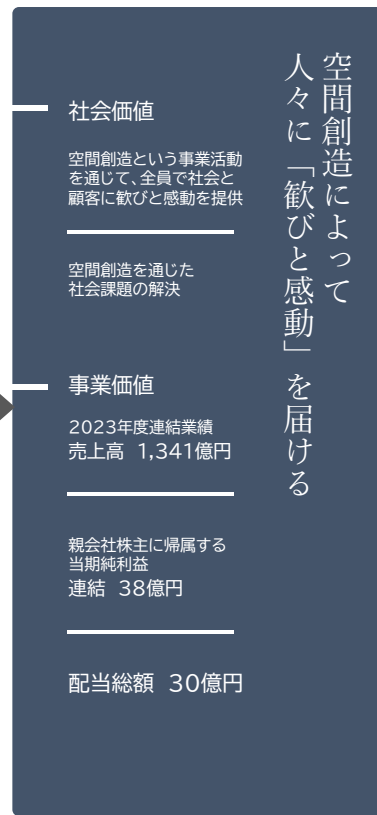 空間創造によって
人々に「歓びと感動」を届ける
社会価値
空間創造という事業活動
を通じて、全員で社会と
顧客に歓びと感動を提供
空間創造を通じた
社会課題の解決
事業価値
2023年度連結業績
売上高 1,341億円
親会社株主に帰属する
当期純利益
連結 38億円
配当総額 30億円